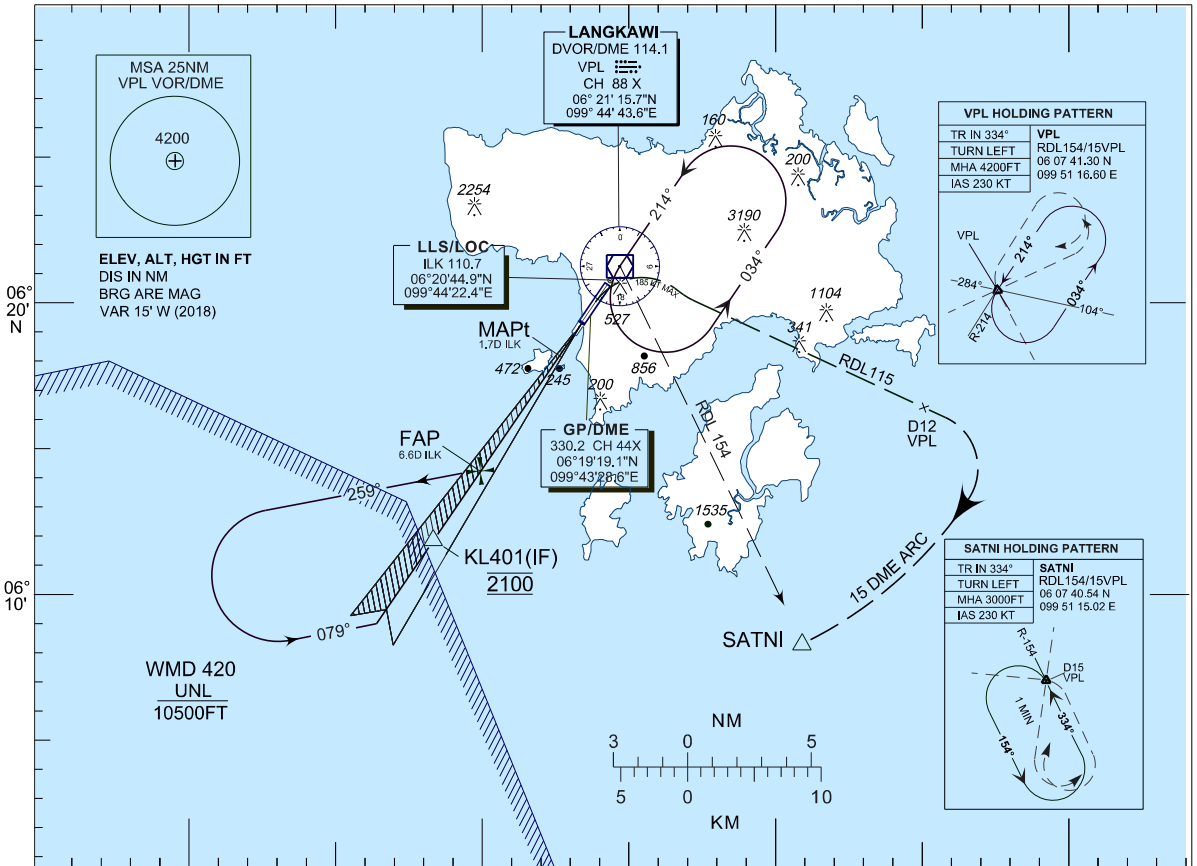 MSA 25NM
VPL VOR/DME
4200
ELEV, ALT, HGT IN FT
DIS IN NM
BRG ARE MAG
VAR 15' W (2018)
LANGKAWI
DVOR/DME 114.1
VPL
CH 88 X
06° 21' 15.7"N
099° 44' 43.6"E
VPL HOLDING PATTERN
TR IN 334°
TURN LEFT
MHA 4200FT
IAS 230 KT
VPL
RDL154/15VPL
06 07 41.30 N
099 51 16.60 E
VPL
214°
034°
284°
104°
R-214
160
200
2254
3190
214°
034°
LLS/LOC
ILK 110.7
06°20'44.9"N
099°44'22.4"E
0
9
18
27
185 KT MAX
527
1104
341
06°
20'
N
MAPt
1.7D ILK
472
245
856
200
RDL115
D12
VPL
RDL 154
GP/DME
330.2 CH 44X
06°19'19.1"N
099°43'28.6"E
FAP
6.6D ILK
259°
1535
KL401(IF)
2100
15 DME ARC
06°
10'
079°
SATNI
WMD 420
UNL
10500FT
SATNI HOLDING PATTERN
TR IN 334°
TURN LEFT
MHA 3000FT
IAS 230 KT
SATNI
RDL154/15VPL
06 07 40.54 N
099 51 15.02 E
R-154
D15
VPL
1 MIN
334°
154°
NM
3 0 5
5 0 10
KM